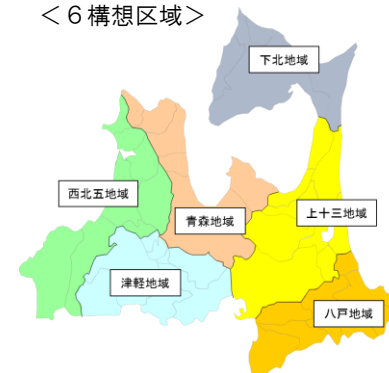 ＜６構想区域＞
下北地域
西北五地域
青森地域
上十三地域
津軽地域
八戸地域